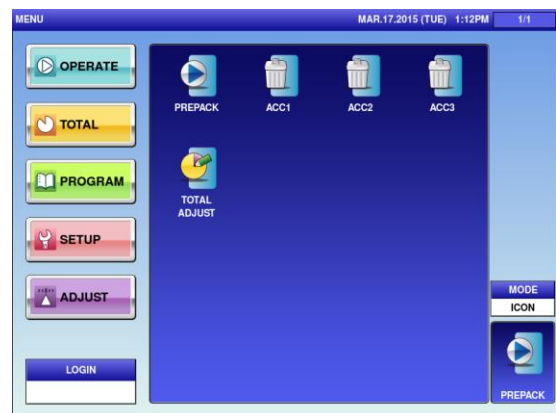 MENU MAR.17.2015 (TUE) 1:12PM 1/1
OPERATE
TOTAL
PROGRAM
SETUP
ADJUST
LOGIN
PREPACK ACC1 ACC2 ACC3
TOTAL
ADJUST
MODE
ICON
PREPACK